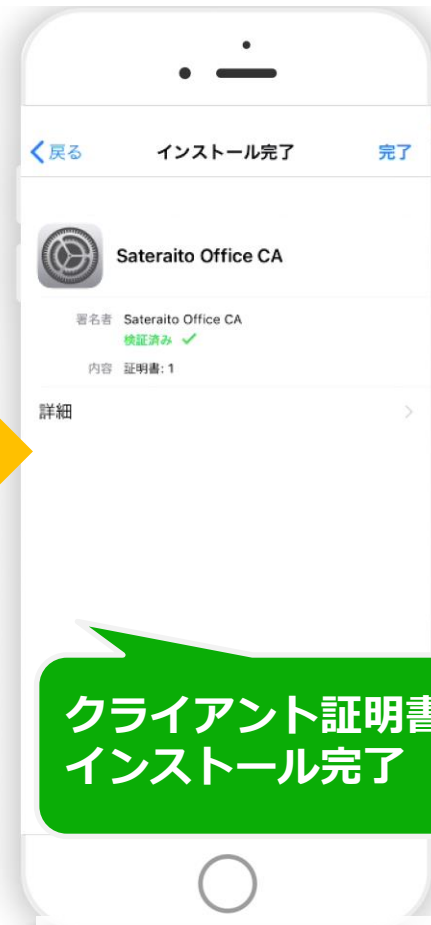 戻る インストール完了 完了
Sateraito Office CA
署名者 Sateraito Office CA
検証済み ✓
内容 証明書: 1
詳細
クライアント証明書
インストール完了